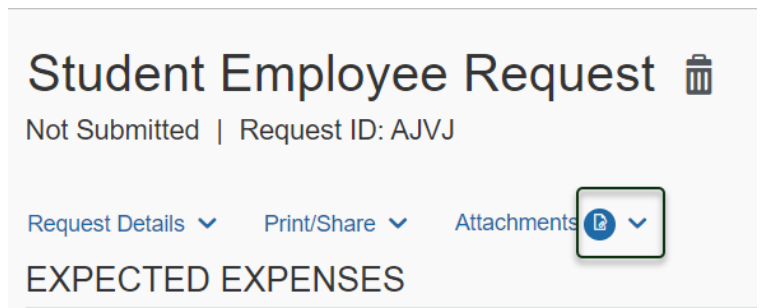 Student Employee Request
Not Submitted | Request ID: AJVJ
Request Details Print/Share Attachments
EXPECTED EXPENSES